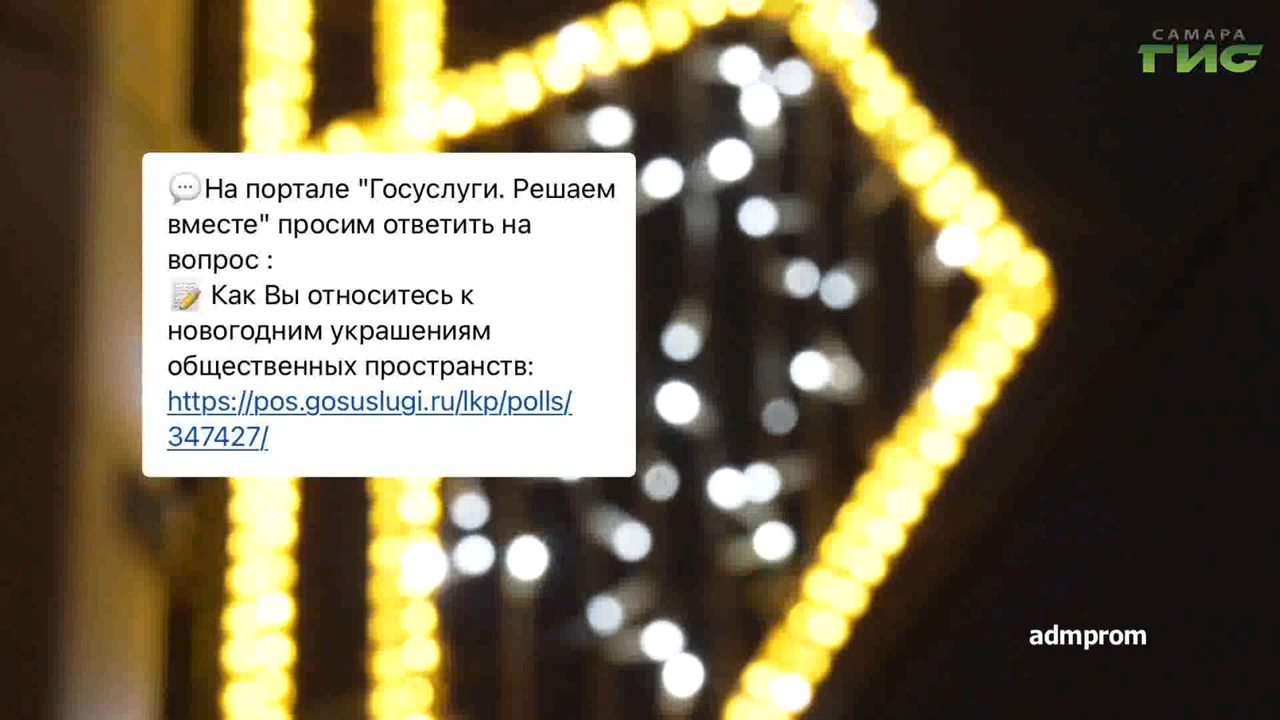 САМАРА
ГИС
💬На портале "Госуслуги. Решаем
вместе" просим ответить на
вопрос :
📝 Как Вы относитесь к
новогодним украшениям
общественных пространств:
https://pos.gosuslugi.ru/lkp/polls/
347427/
admprom